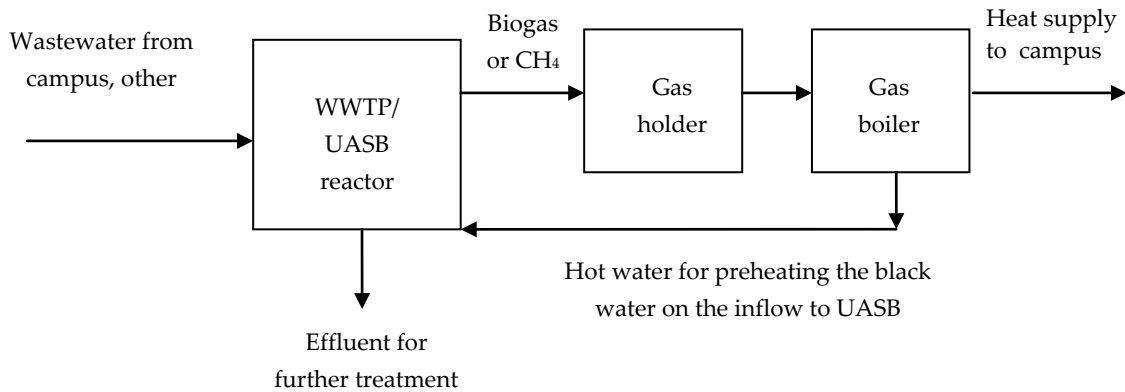 Wastewater from
campus, other
WWTP/
UASB
reactor
Biogas
or CH₄
Gas
holder
Gas
boiler
Heat supply
to campus
Hot water for preheating the black
water on the inflow to UASB
Effluent for
further treatment